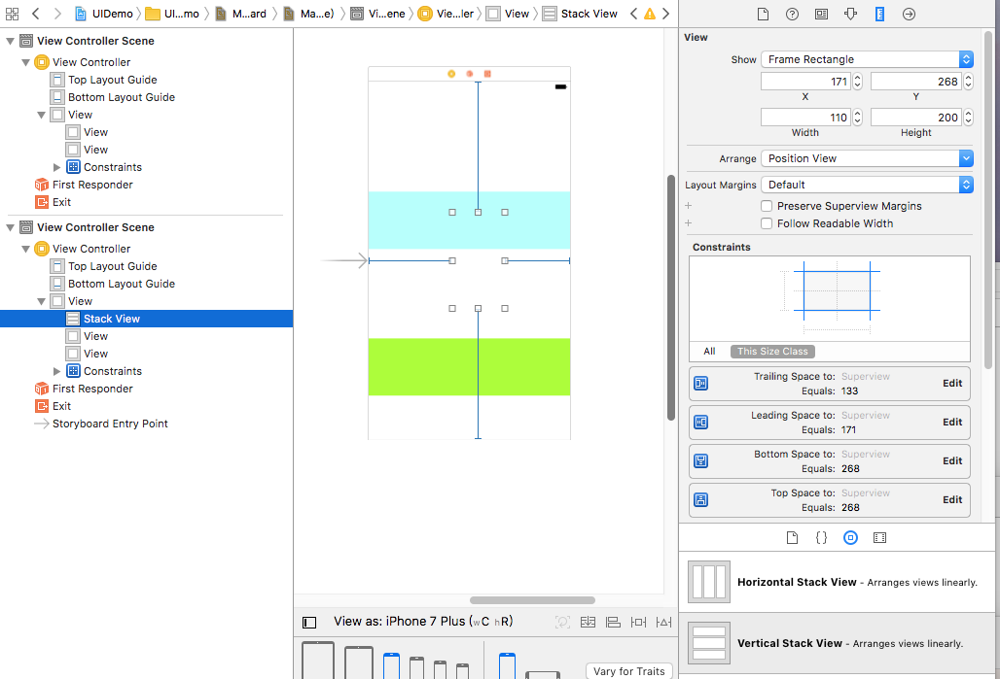 UIDemo
UI...mo
M...ard
Ma...e)
Vi...ene
Vie...ler
View
Stack View
View Controller Scene
View Controller
Top Layout Guide
Bottom Layout Guide
View
View
View
Constraints
First Responder
Exit
View Controller Scene
View Controller
Top Layout Guide
Bottom Layout Guide
View
Stack View
View
View
Constraints
First Responder
Exit
Storyboard Entry Point
View as: iPhone 7 Plus (wC hR)
Vary for Traits
View
Show Frame Rectangle
171 268
X Y
110 200
Width Height
Arrange Position View
Layout Margins Default
+ Preserve Superview Margins
+ Follow Readable Width
Constraints
All This Size Class
Trailing Space to: Superview
Equals: 133 Edit
Leading Space to: Superview
Equals: 171 Edit
Bottom Space to: Superview
Equals: 268 Edit
Top Space to: Superview
Equals: 268 Edit
{ }
Horizontal Stack View - Arranges views linearly.
Vertical Stack View - Arranges views linearly.